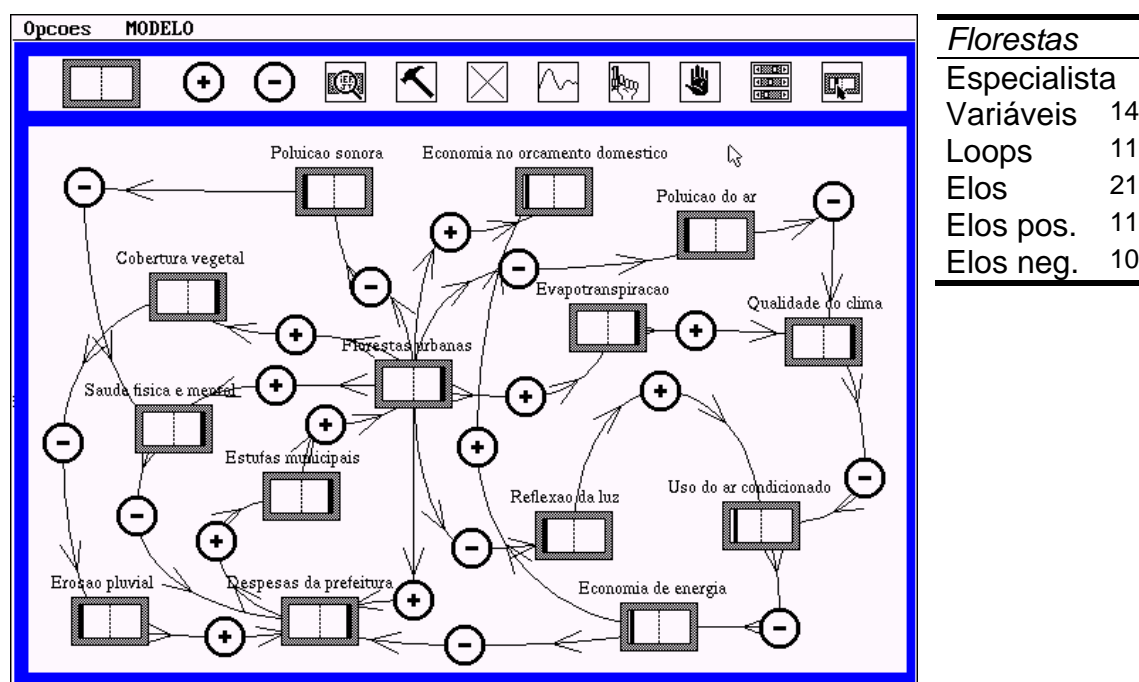 Opcoes MODELO
Poluicao sonora
Economia no orcamento domestico
Poluicao do ar
Cobertura vegetal
Evapotranspiracao
Qualidade do clima
Florestas urbanas
Saude fisica e mental
Estufas municipais
Reflexao da luz
Uso do ar condicionado
Erosao pluvial
Despesas da prefeitura
Economia de energia
Florestas
Especialista
Variáveis 14
Loops 11
Elos 21
Elos pos. 11
Elos neg. 10